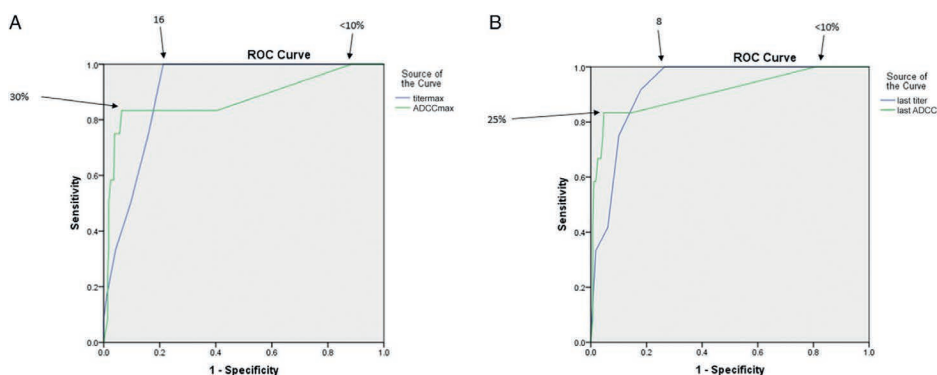 A
16
<10%
ROC Curve
30%
1.0
0.8
0.6
0.4
0.2
0.0
Sensitivity
0.0 0.2 0.4 0.6 0.8 1.0
1 - Specificity
Source of
the Curve
titermax
ADCCmax
B
8
<10%
ROC Curve
25%
1.0
0.8
0.6
0.4
0.2
0.0
Sensitivity
0.0 0.2 0.4 0.6 0.8 1.0
1 - Specificity
Source of
the Curve
last titer
last ADCC